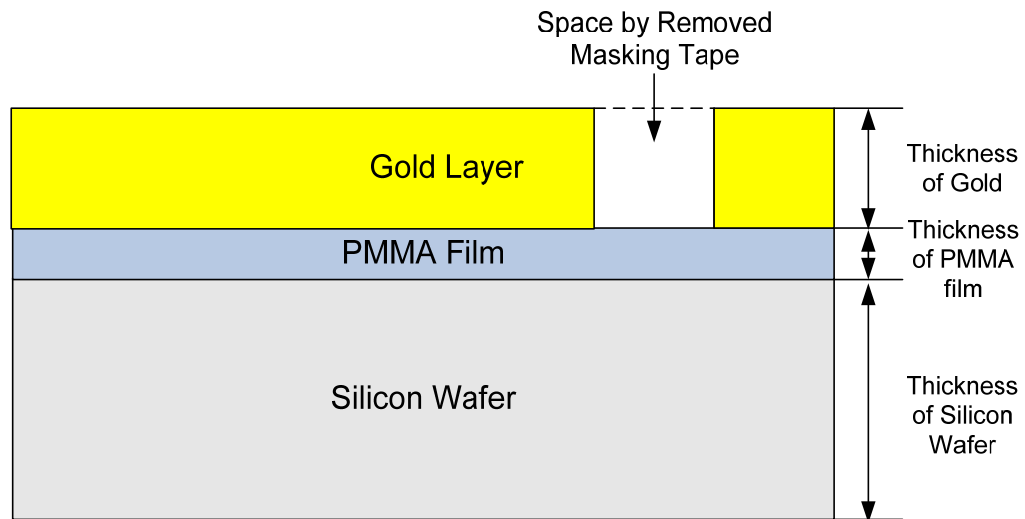 Space by Removed
Masking Tape
Gold Layer
Thickness
of Gold
PMMA Film
Thickness
of PMMA
film
Silicon Wafer
Thickness
of Silicon
Wafer